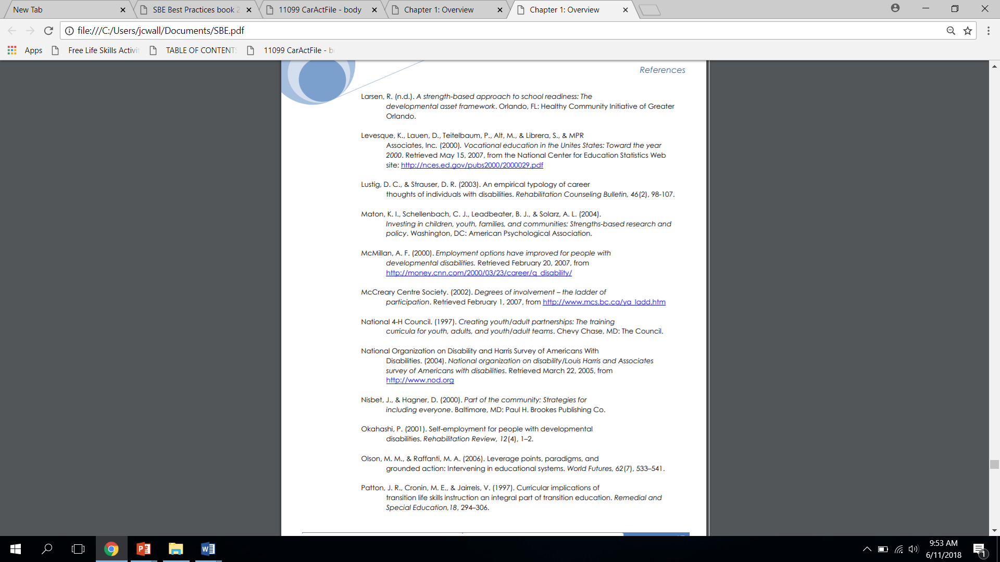 New Tab
SBE Best Practices book 2
11099 CarActFile - body
Chapter 1: Overview
Chapter 1: Overview
file:///C:/Users/jcwall/Documents/SBE.pdf
Apps
Free Life Skills Activit
TABLE OF CONTENTS
11099 CarActFile - b
References
Larsen, R. (n.d.). A strength-based approach to school readiness: The
developmental asset framework. Orlando, FL: Healthy Community Initiative of Greater
Orlando.
Levesque, K., Lauen, D., Teitelbaum, P., Alt, M., & Librera, S., & MPR
Associates, Inc. (2000). Vocational education in the Unites States: Toward the year
2000. Retrieved May 15, 2007, from the National Center for Education Statistics Web
site: http://nces.ed.gov/pubs2000/2000029.pdf
Lustig, D. C., & Strauser, D. R. (2003). An empirical typology of career
thoughts of individuals with disabilities. Rehabilitation Counseling Bulletin, 46(2), 98-107.
Maton, K. I., Schellenbach, C. J., Leadbeater, B. J., & Solarz, A. L. (2004).
Investing in children, youth, families, and communities: Strengths-based research and
policy. Washington, DC: American Psychological Association.
McMillan, A. F. (2000). Employment options have improved for people with
developmental disabilities. Retrieved February 20, 2007, from
http://money.cnn.com/2000/03/23/career/q_disability/
McCreary Centre Society. (2002). Degrees of involvement – the ladder of
participation. Retrieved February 1, 2007, from http://www.mcs.bc.ca/ya_ladd.htm
National 4-H Council. (1997). Creating youth/adult partnerships: The training
curricula for youth, adults, and youth/adult teams. Chevy Chase, MD: The Council.
National Organization on Disability and Harris Survey of Americans With
Disabilities. (2004). National organization on disability/Louis Harris and Associates
survey of Americans with disabilities. Retrieved March 22, 2005, from
http://www.nod.org
Nisbet, J., & Hagner, D. (2000). Part of the community: Strategies for
including everyone. Baltimore, MD: Paul H. Brookes Publishing Co.
Okahashi, P. (2001). Self-employment for people with developmental
disabilities. Rehabilitation Review, 12(4), 1–2.
Olson, M. M., & Raffanti, M. A. (2006). Leverage points, paradigms, and
grounded action: Intervening in educational systems. World Futures, 62(7), 533–541.
Patton, J. R., Cronin, M. E., & Jairrels, V. (1997). Curricular implications of
transition life skills instruction an integral part of transition education. Remedial and
Special Education,18, 294–306.
9:53 AM
6/11/2018
1